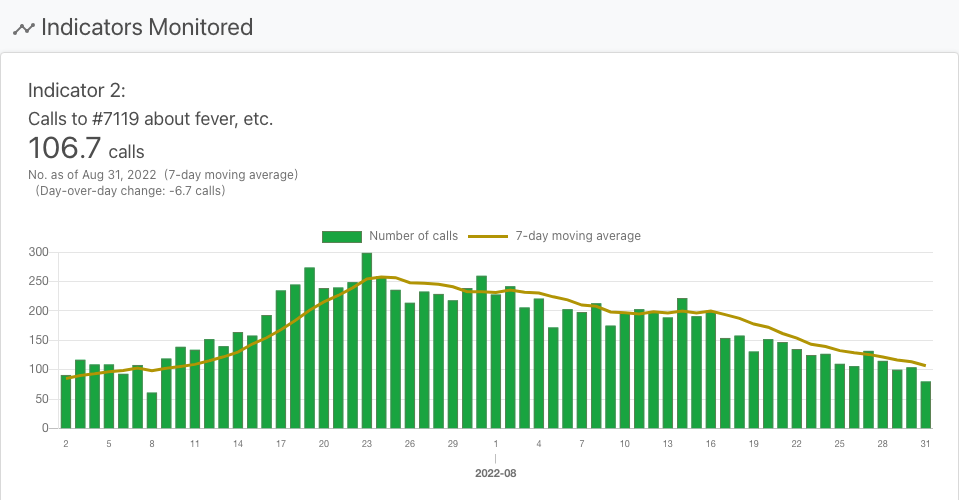 Indicators Monitored
Indicator 2:
Calls to #7119 about fever, etc.
106.7 calls
No. as of Aug 31, 2022 (7-day moving average)
(Day-over-day change: -6.7 calls)
Number of calls 7-day moving average
300
250
200
150
100
50
0
2 5 8 11 14 17 20 23 26 29 1 4 7 10 13 16 19 22 25 28 31
2022-08